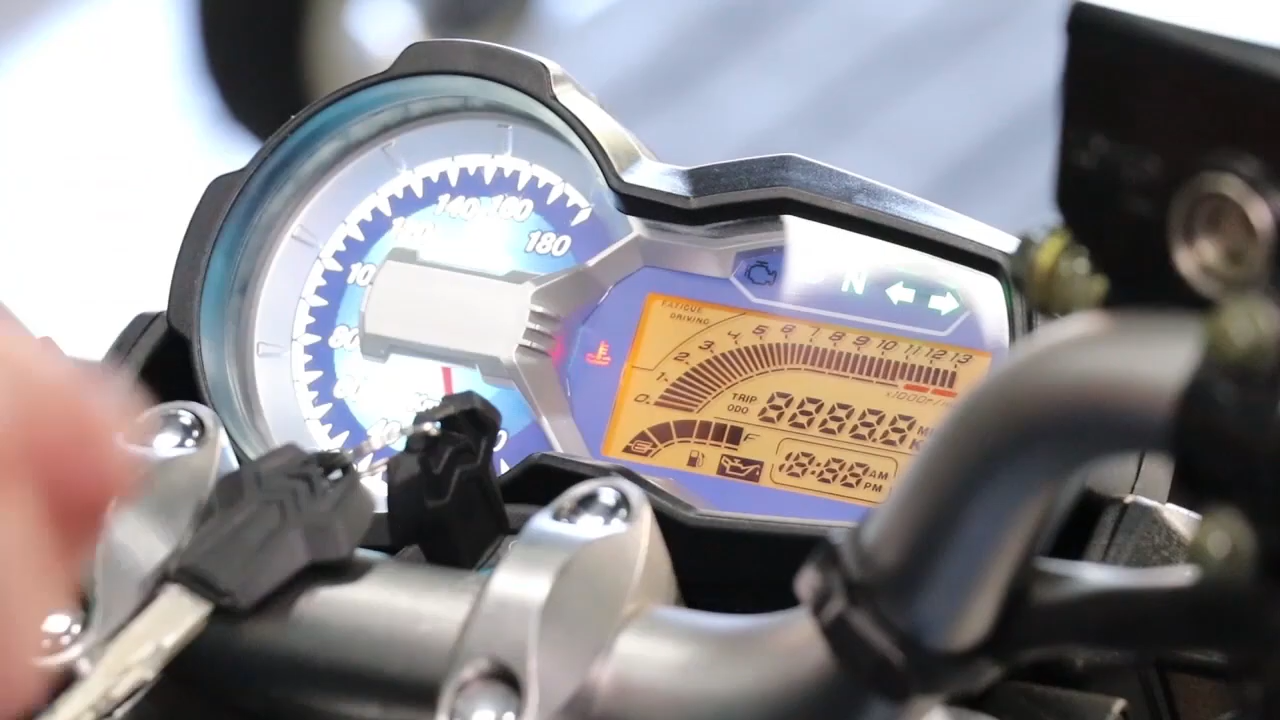 140 160
180
N
FATIGUE
DRIVING
0. 1. 2. 3. 4 5 6 7 8 9 10 11 12 13
x1000r/min
TRIP
ODO
88888
F
18:88
AM
PM